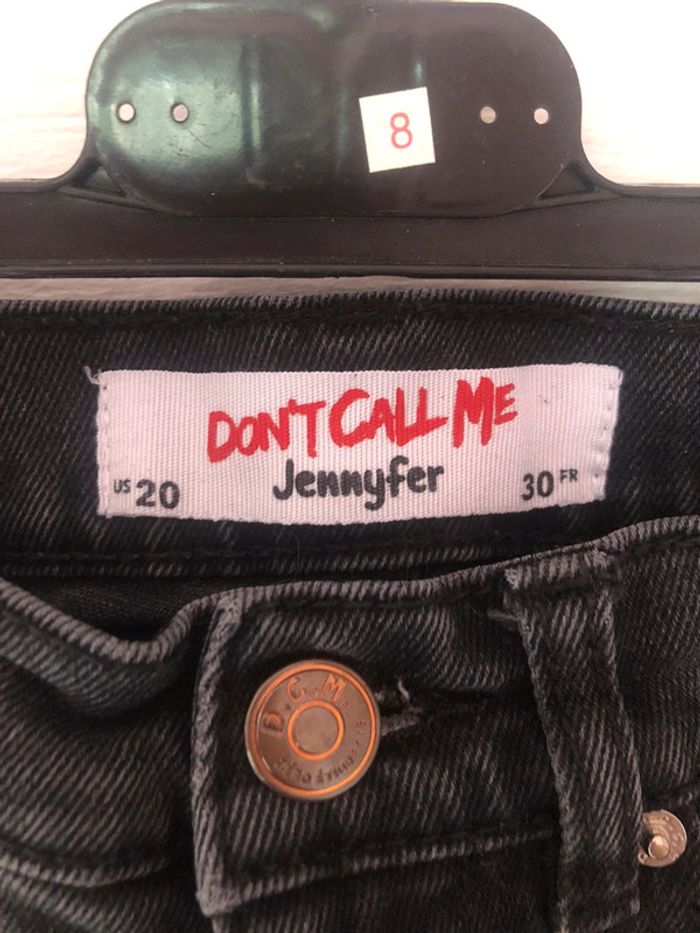 8
DON'T CALL ME
Jennyfer
US 20
30 FR
D.C.M.